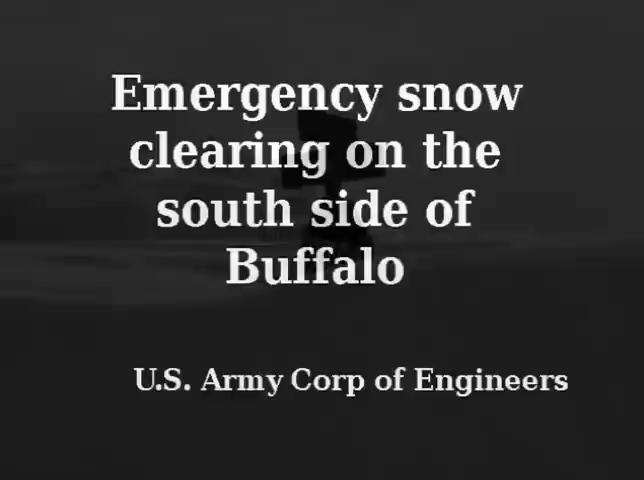 Emergency snow
clearing on the
south side of
Buffalo
U.S. Army Corp of Engineers